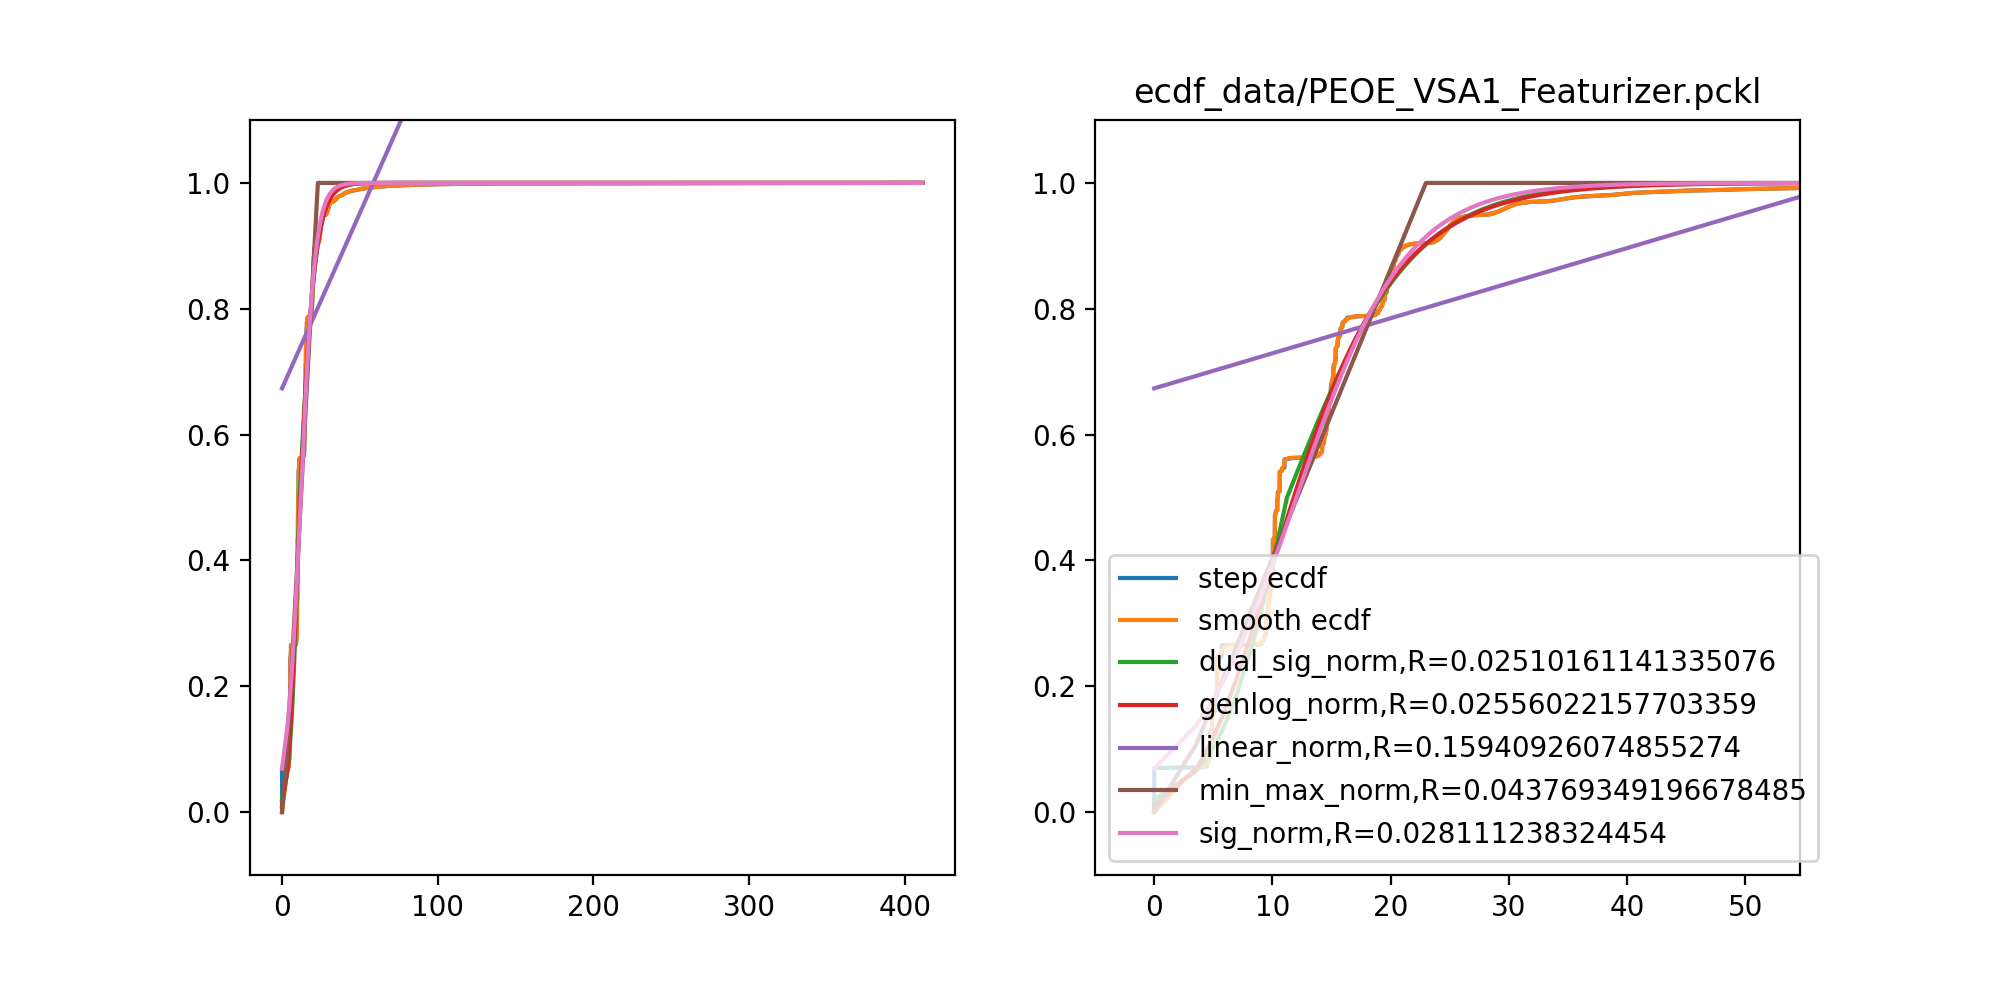 ecdf_data/PEOE_VSA1_Featurizer.pckl
1.0
0.8
0.6
0.4
0.2
0.0
0 100 200 300 400
1.0
0.8
0.6
0.4
0.2
0.0
step ecdf
smooth ecdf
dual_sig_norm,R=0.02510161141335076
genlog_norm,R=0.02556022157703359
linear_norm,R=0.15940926074855274
min_max_norm,R=0.043769349196678485
sig_norm,R=0.028111238324454
0 10 20 30 40 50